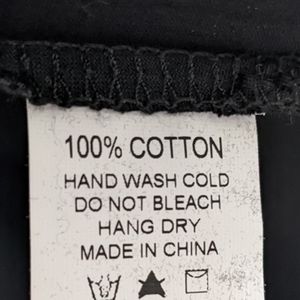 100% COTTON
HAND WASH COLD
DO NOT BLEACH
HANG DRY
MADE IN CHINA